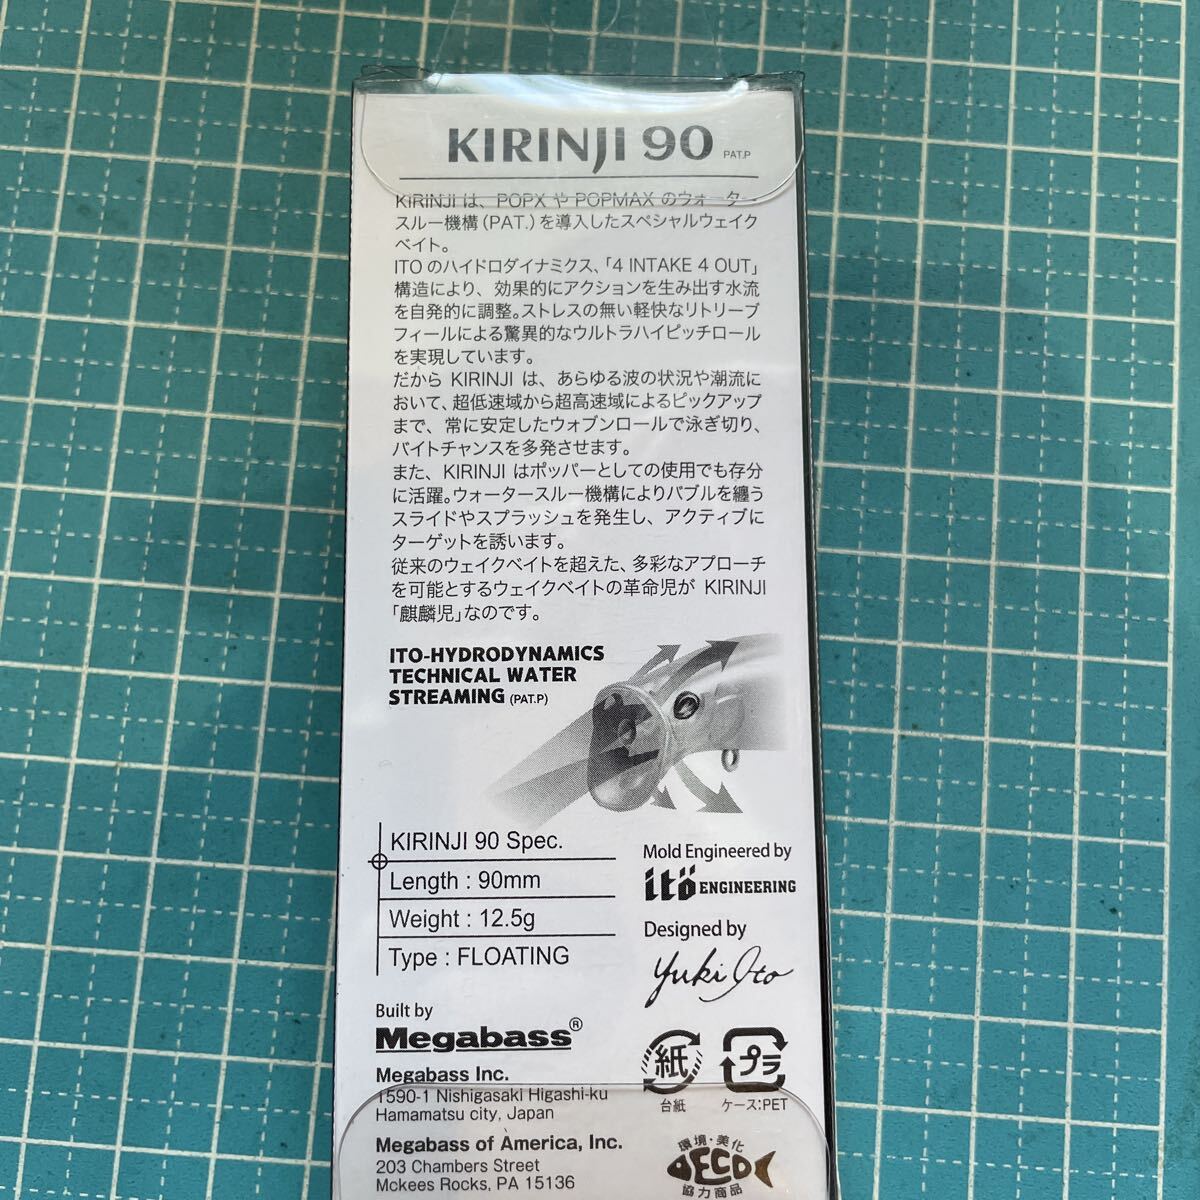 KIRINJI 90 PAT.P
KIRINJI は、POPX や POPMAX のウォーター
スルー機構(PAT.)を導入したスペシャルウェイク
ベイト。
ITO のハイドロダイナミクス、「4 INTAKE 4 OUT」
構造により、効果的にアクションを生み出す水流
を自発的に調整。ストレスの無い軽快なリトリーブ
フィールによる驚異的なウルトラハイピッチロール
を実現しています。
だから KIRINJI は、あらゆる波の状況や潮流に
おいて、超低速域から超高速域によるピックアップ
まで、常に安定したウォブンロールで泳ぎ切り、
バイトチャンスを多発させます。
また、KIRINJI はポッパーとしての使用でも存分
に活躍。ウォータースルー機構によりバブルを纏う
スライドやスプラッシュを発生し、アクティブに
ターゲットを誘います。
従来のウェイクベイトを超えた、多彩なアプローチ
を可能とするウェイクベイトの革命児が KIRINJI
「麒麟児」なのです。
ITO-HYDRODYNAMICS
TECHNICAL WATER
STREAMING (PAT.P)
KIRINJI 90 Spec.
Length : 90mm
Weight : 12.5g
Type : FLOATING
Mold Engineered by
itö ENGINEERING
Designed by
Yuki Ito
Built by
Megabass®
Megabass Inc.
1590-1 Nishigasaki Higashi-ku
Hamamatsu city, Japan
Megabass of America, Inc.
203 Chambers Street
Mckees Rocks, PA 15136
紙
台紙
プラ
ケース:PET
環境・美化
ECO
協力商品